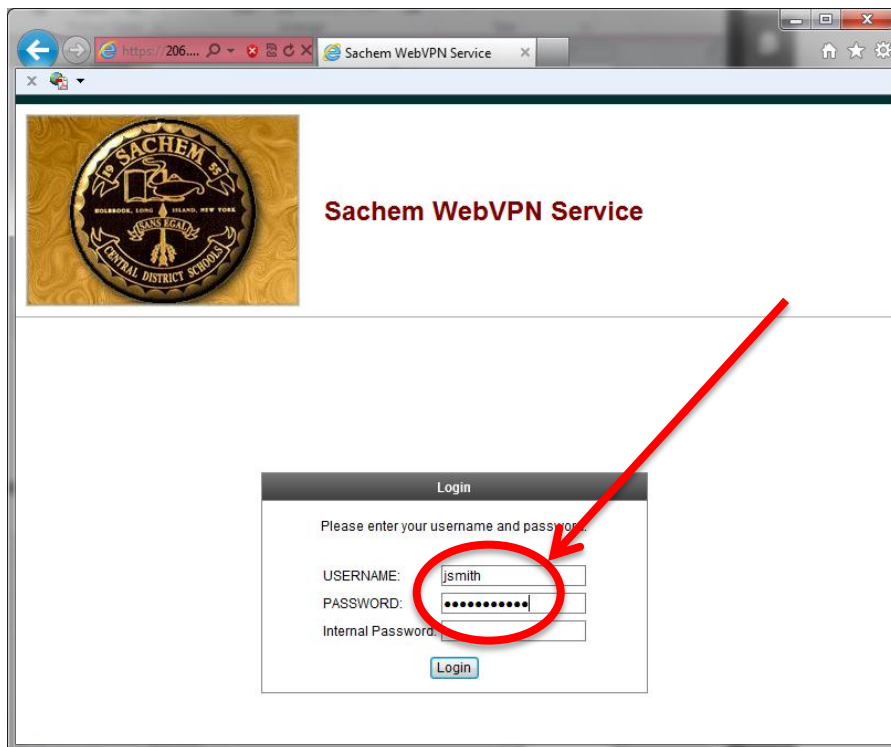 https://206....
Sachem WebVPN Service
SACHEM
19 55
HOLBROOK, LONG ISLAND, NEW YORK
SANS EGAL
CENTRAL DISTRICT SCHOOLS
Sachem WebVPN Service
Login
Please enter your username and password.
USERNAME: jsmith
PASSWORD: •••••••••••
Internal Password:
Login